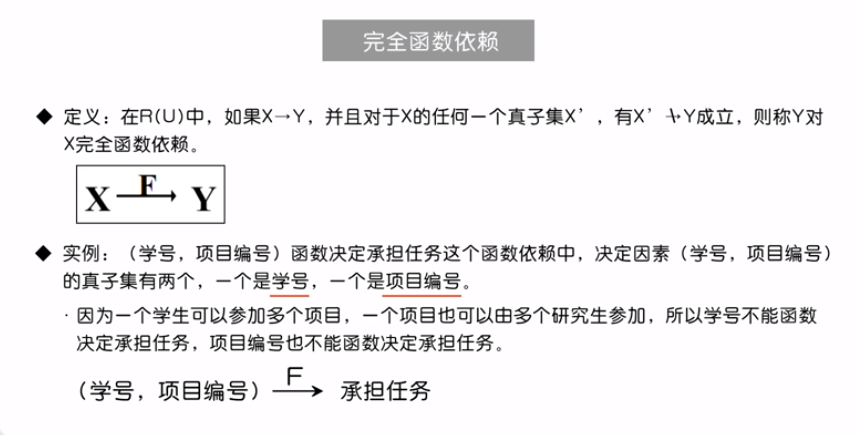 完全函数依赖
◆ 定义：在R(U)中，如果X→Y，并且对于X的任何一个真子集X’，有X’↛Y成立，则称Y对
X完全函数依赖。
X F→ Y
◆ 实例：（学号，项目编号）函数决定承担任务这个函数依赖中，决定因素（学号，项目编号）
的真子集有两个，一个是学号，一个是项目编号。
·因为一个学生可以参加多个项目，一个项目也可以由多个研究生参加，所以学号不能函数
决定承担任务，项目编号也不能函数决定承担任务。
（学号，项目编号）F→ 承担任务